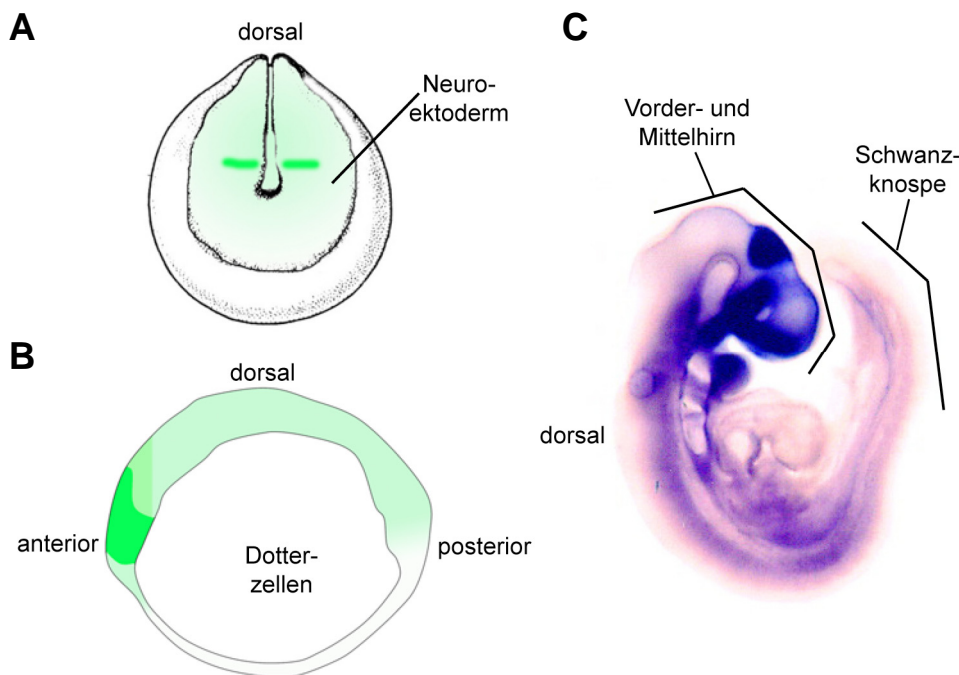 A
dorsal
Neuro-
ektoderm
B
dorsal
anterior
Dotter-
zellen
posterior
C
Vorder- und
Mittelhirn
Schwanz-
knospe
dorsal